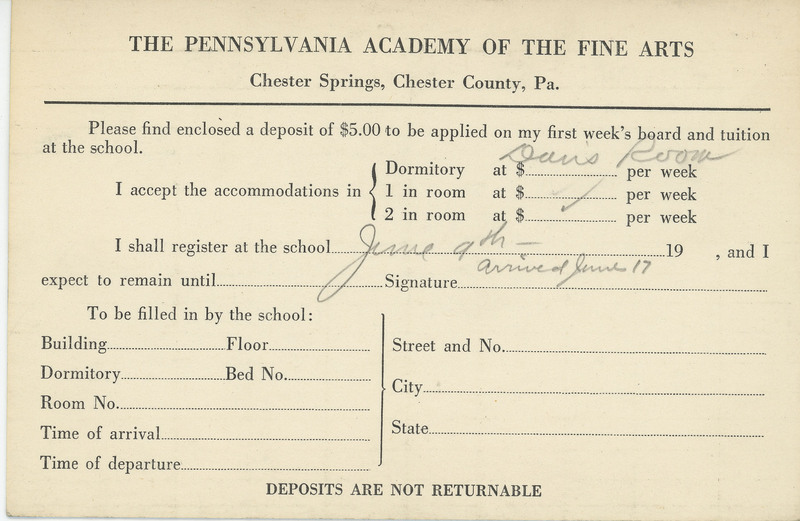 THE PENNSYLVANIA ACADEMY OF THE FINE ARTS
Chester Springs, Chester County, Pa.
Please find enclosed a deposit of $5.00 to be applied on my first week's board and tuition
at the school.
Davis Room
I accept the accommodations in { Dormitory at $ per week
1 in room at $ ✓ per week
2 in room at $ per week
I shall register at the school June 9th – 19 , and I
arrived June 17
expect to remain until Signature
To be filled in by the school:
Building Floor
Dormitory Bed No.
Room No.
Time of arrival
Time of departure
Street and No.
City
State
DEPOSITS ARE NOT RETURNABLE